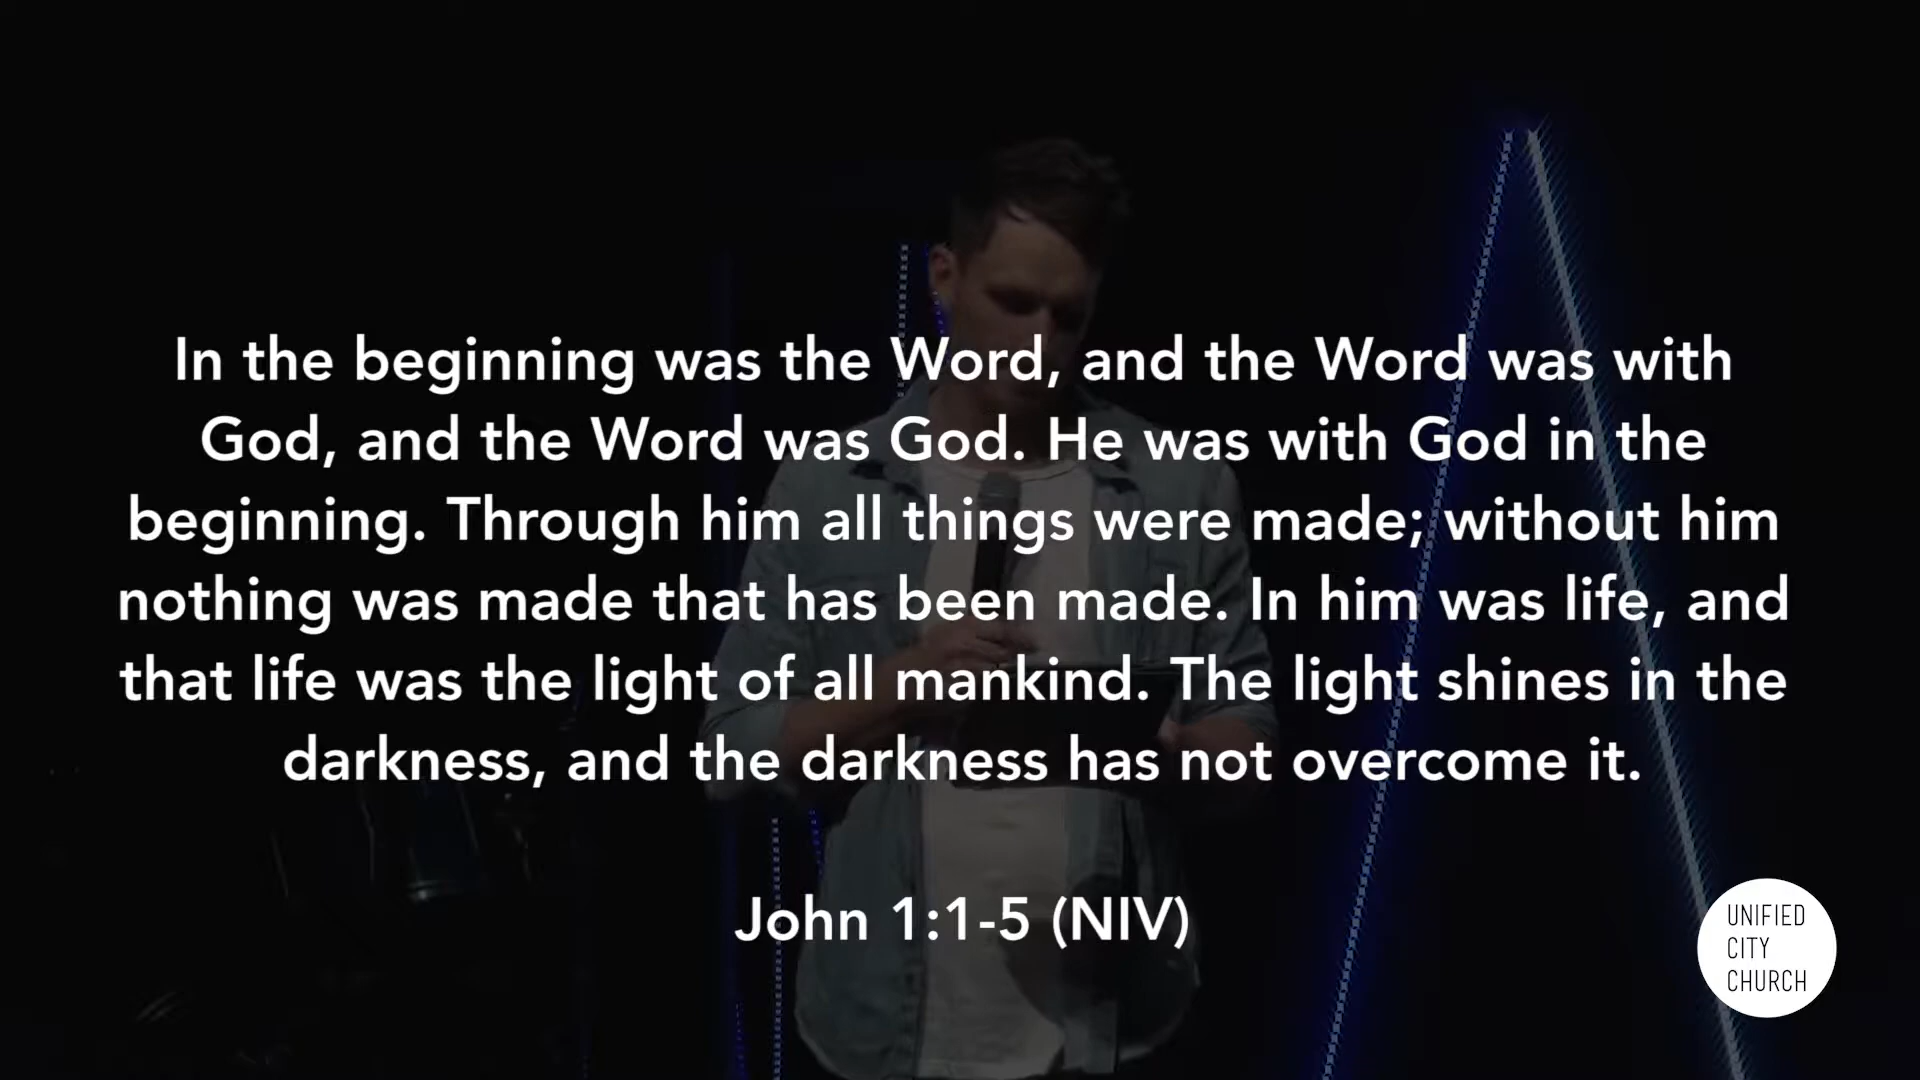 In the beginning was the Word, and the Word was with
God, and the Word was God. He was with God in the
beginning. Through him all things were made; without him
nothing was made that has been made. In him was life, and
that life was the light of all mankind. The light shines in the
darkness, and the darkness has not overcome it.
John 1:1-5 (NIV)
UNIFIED
CITY
CHURCH